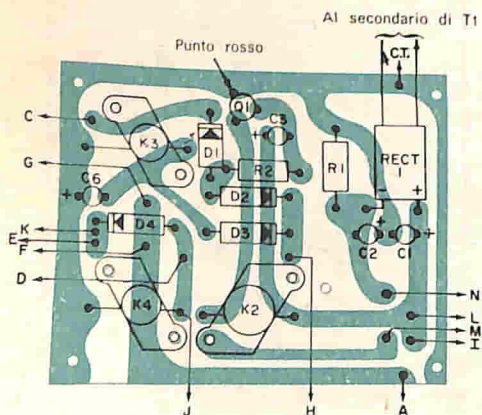 Al secondario di T1
C.T.
Punto rosso
C
Q1
C5
K3
D1
G
R2
R1
RECT
1
C6
D2
K
D4
D3
E
F
C2
C1
D
N
K4
K2
L
M
I
J
H
A